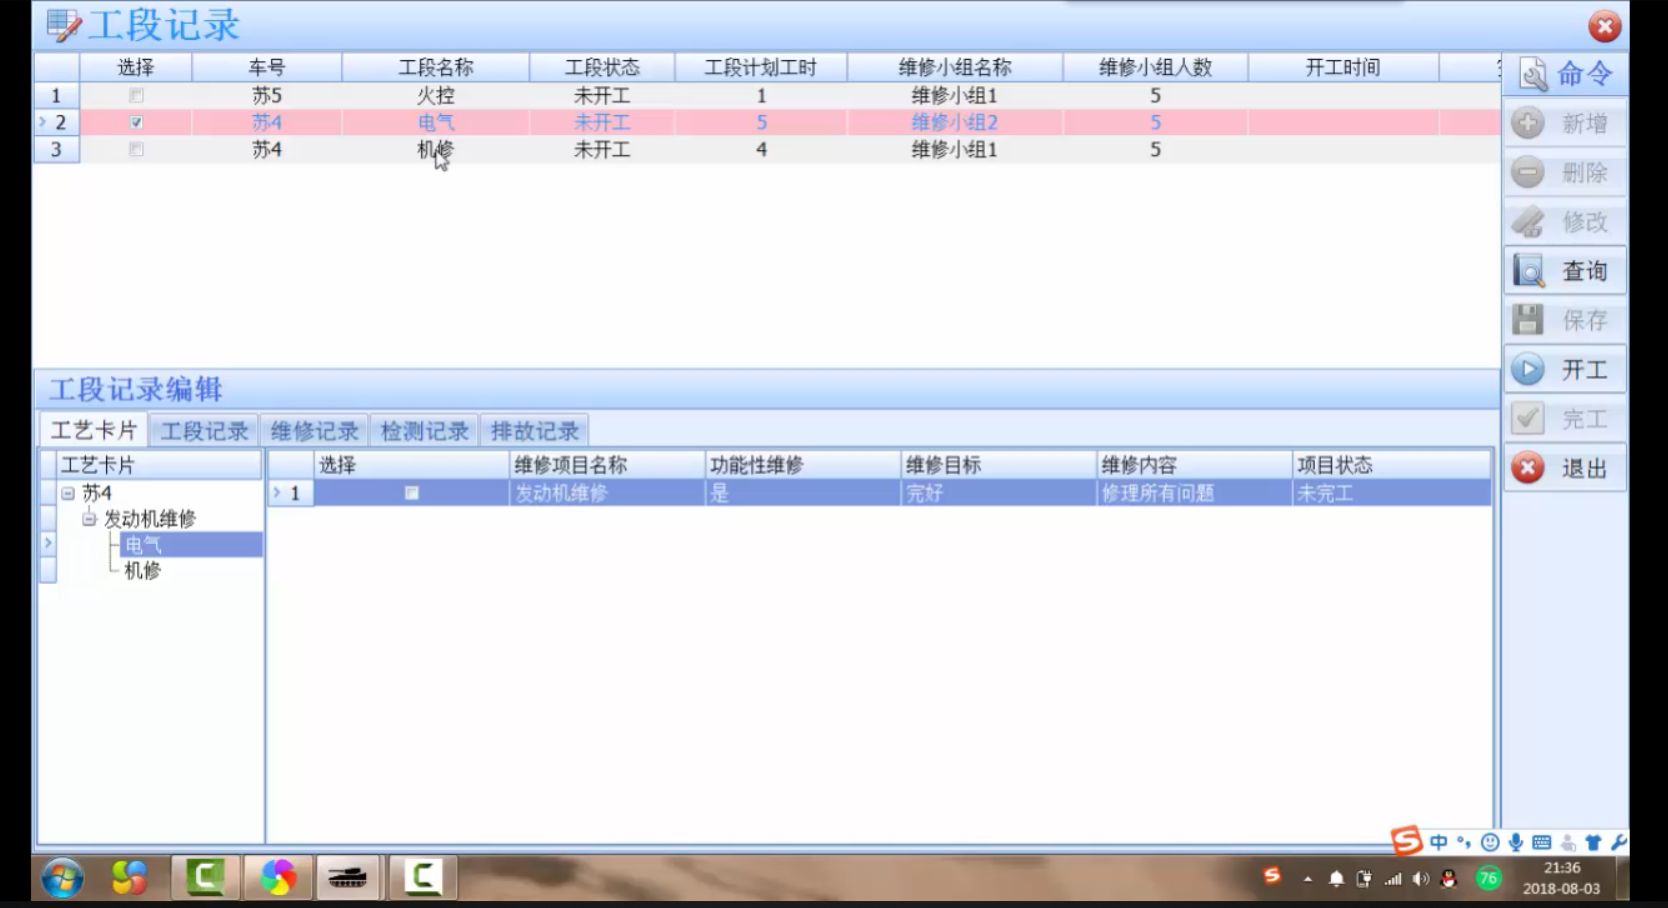 工段记录
选择 车号 工段名称 工段状态 工段计划工时 维修小组名称 维修小组人数 开工时间
1 苏5 火控 未开工 1 维修小组1 5
2 苏4 电气 未开工 5 维修小组2 5
3 苏4 机修 未开工 4 维修小组1 5
命令
新增
删除
修改
查询
保存
开工
完工
退出
工段记录编辑
工艺卡片 工段记录 维修记录 检测记录 排故记录
工艺卡片
苏4
发动机维修
电气
机修
选择 维修项目名称 功能性维修 维修目标 维修内容 项目状态
1 发动机维修 是 完好 修理所有问题 未完工
中
76
21:36
2018-08-03